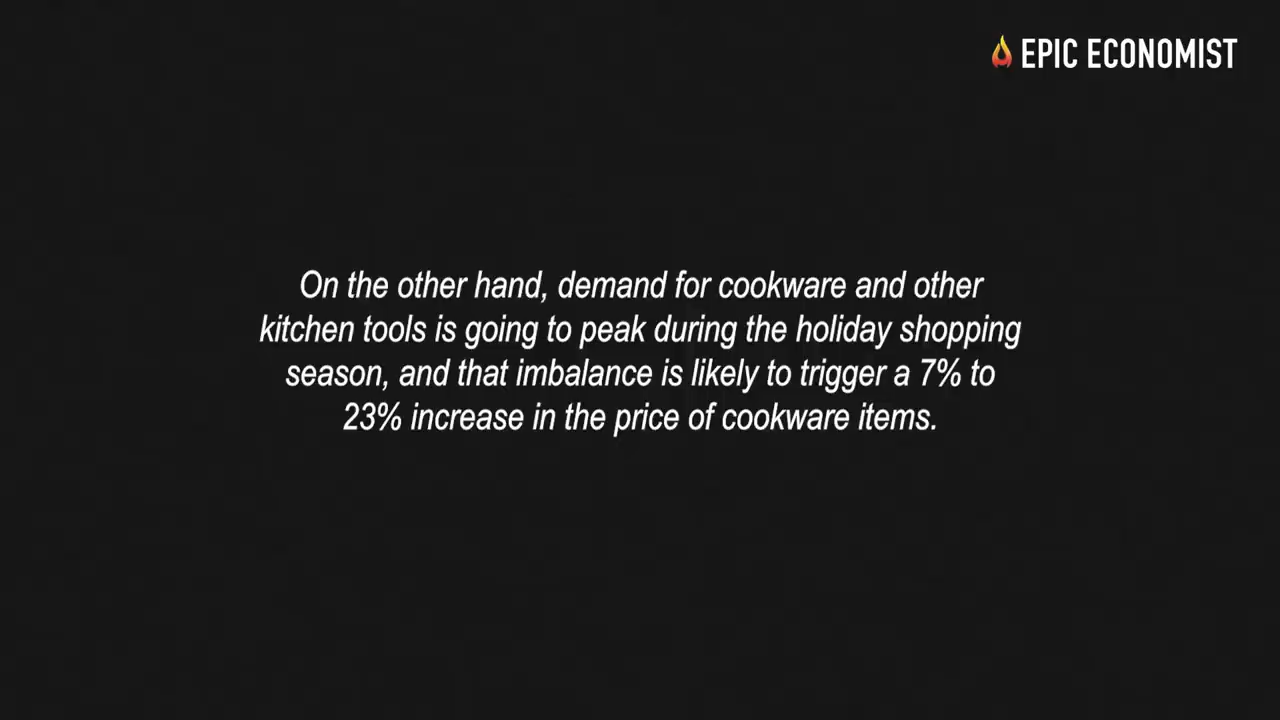 EPIC ECONOMIST
On the other hand, demand for cookware and other
kitchen tools is going to peak during the holiday shopping
season, and that imbalance is likely to trigger a 7% to
23% increase in the price of cookware items.